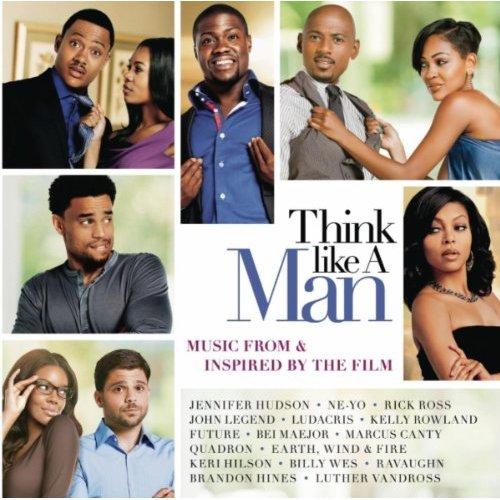 Think
like A
Man
MUSIC FROM &
INSPIRED BY THE FILM
JENNIFER HUDSON • NE-YO • RICK ROSS
JOHN LEGEND • LUDACRIS • KELLY ROWLAND
FUTURE • BEI MAEJOR • MARCUS CANTY
QUADRON • EARTH, WIND & FIRE
KERI HILSON • BILLY WES • RAVAUGHN
BRANDON HINES • LUTHER VANDROSS